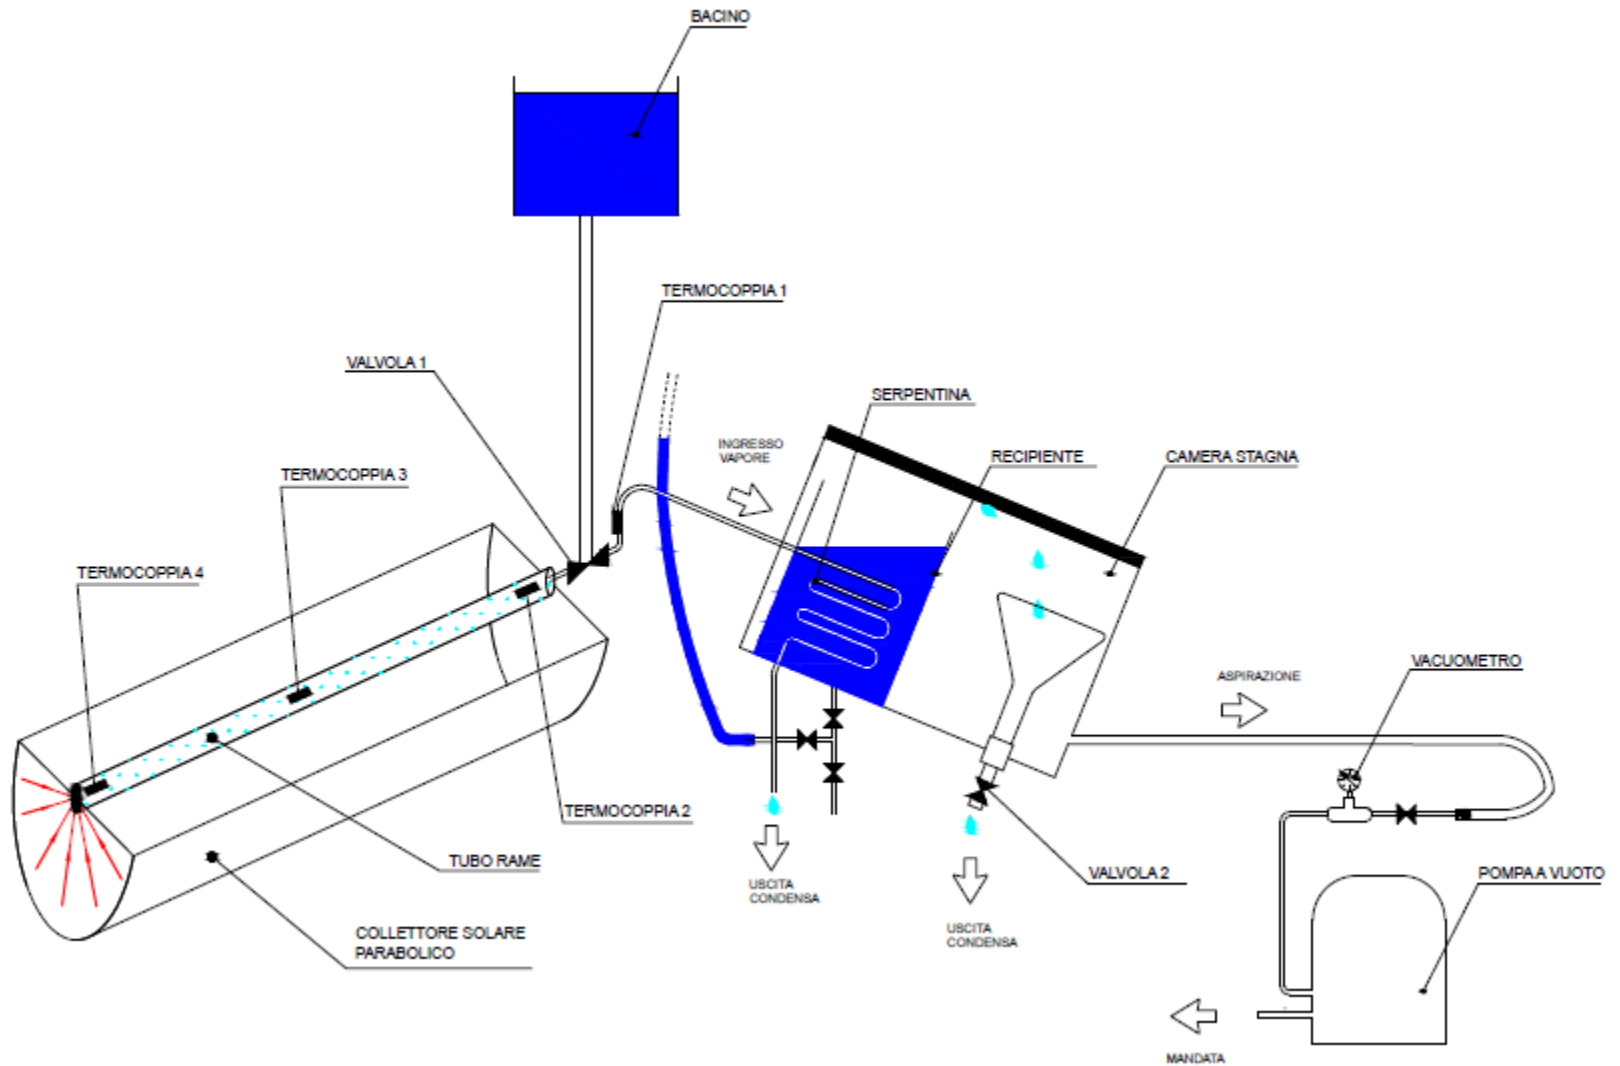 BACINO
TERMOCOPPIA 1
VALVOLA 1
SERPENTINA
INGRESSO
VAPORE
RECIPIENTE
CAMERA STAGNA
TERMOCOPPIA 3
TERMOCOPPIA 4
VACUOMETRO
ASPIRAZIONE
TERMOCOPPIA 2
TUBO RAME
VALVOLA 2
POMPA A VUOTO
USCITA
CONDENSA
USCITA
CONDENSA
COLLETTORE SOLARE
PARABOLICO
MANDATA